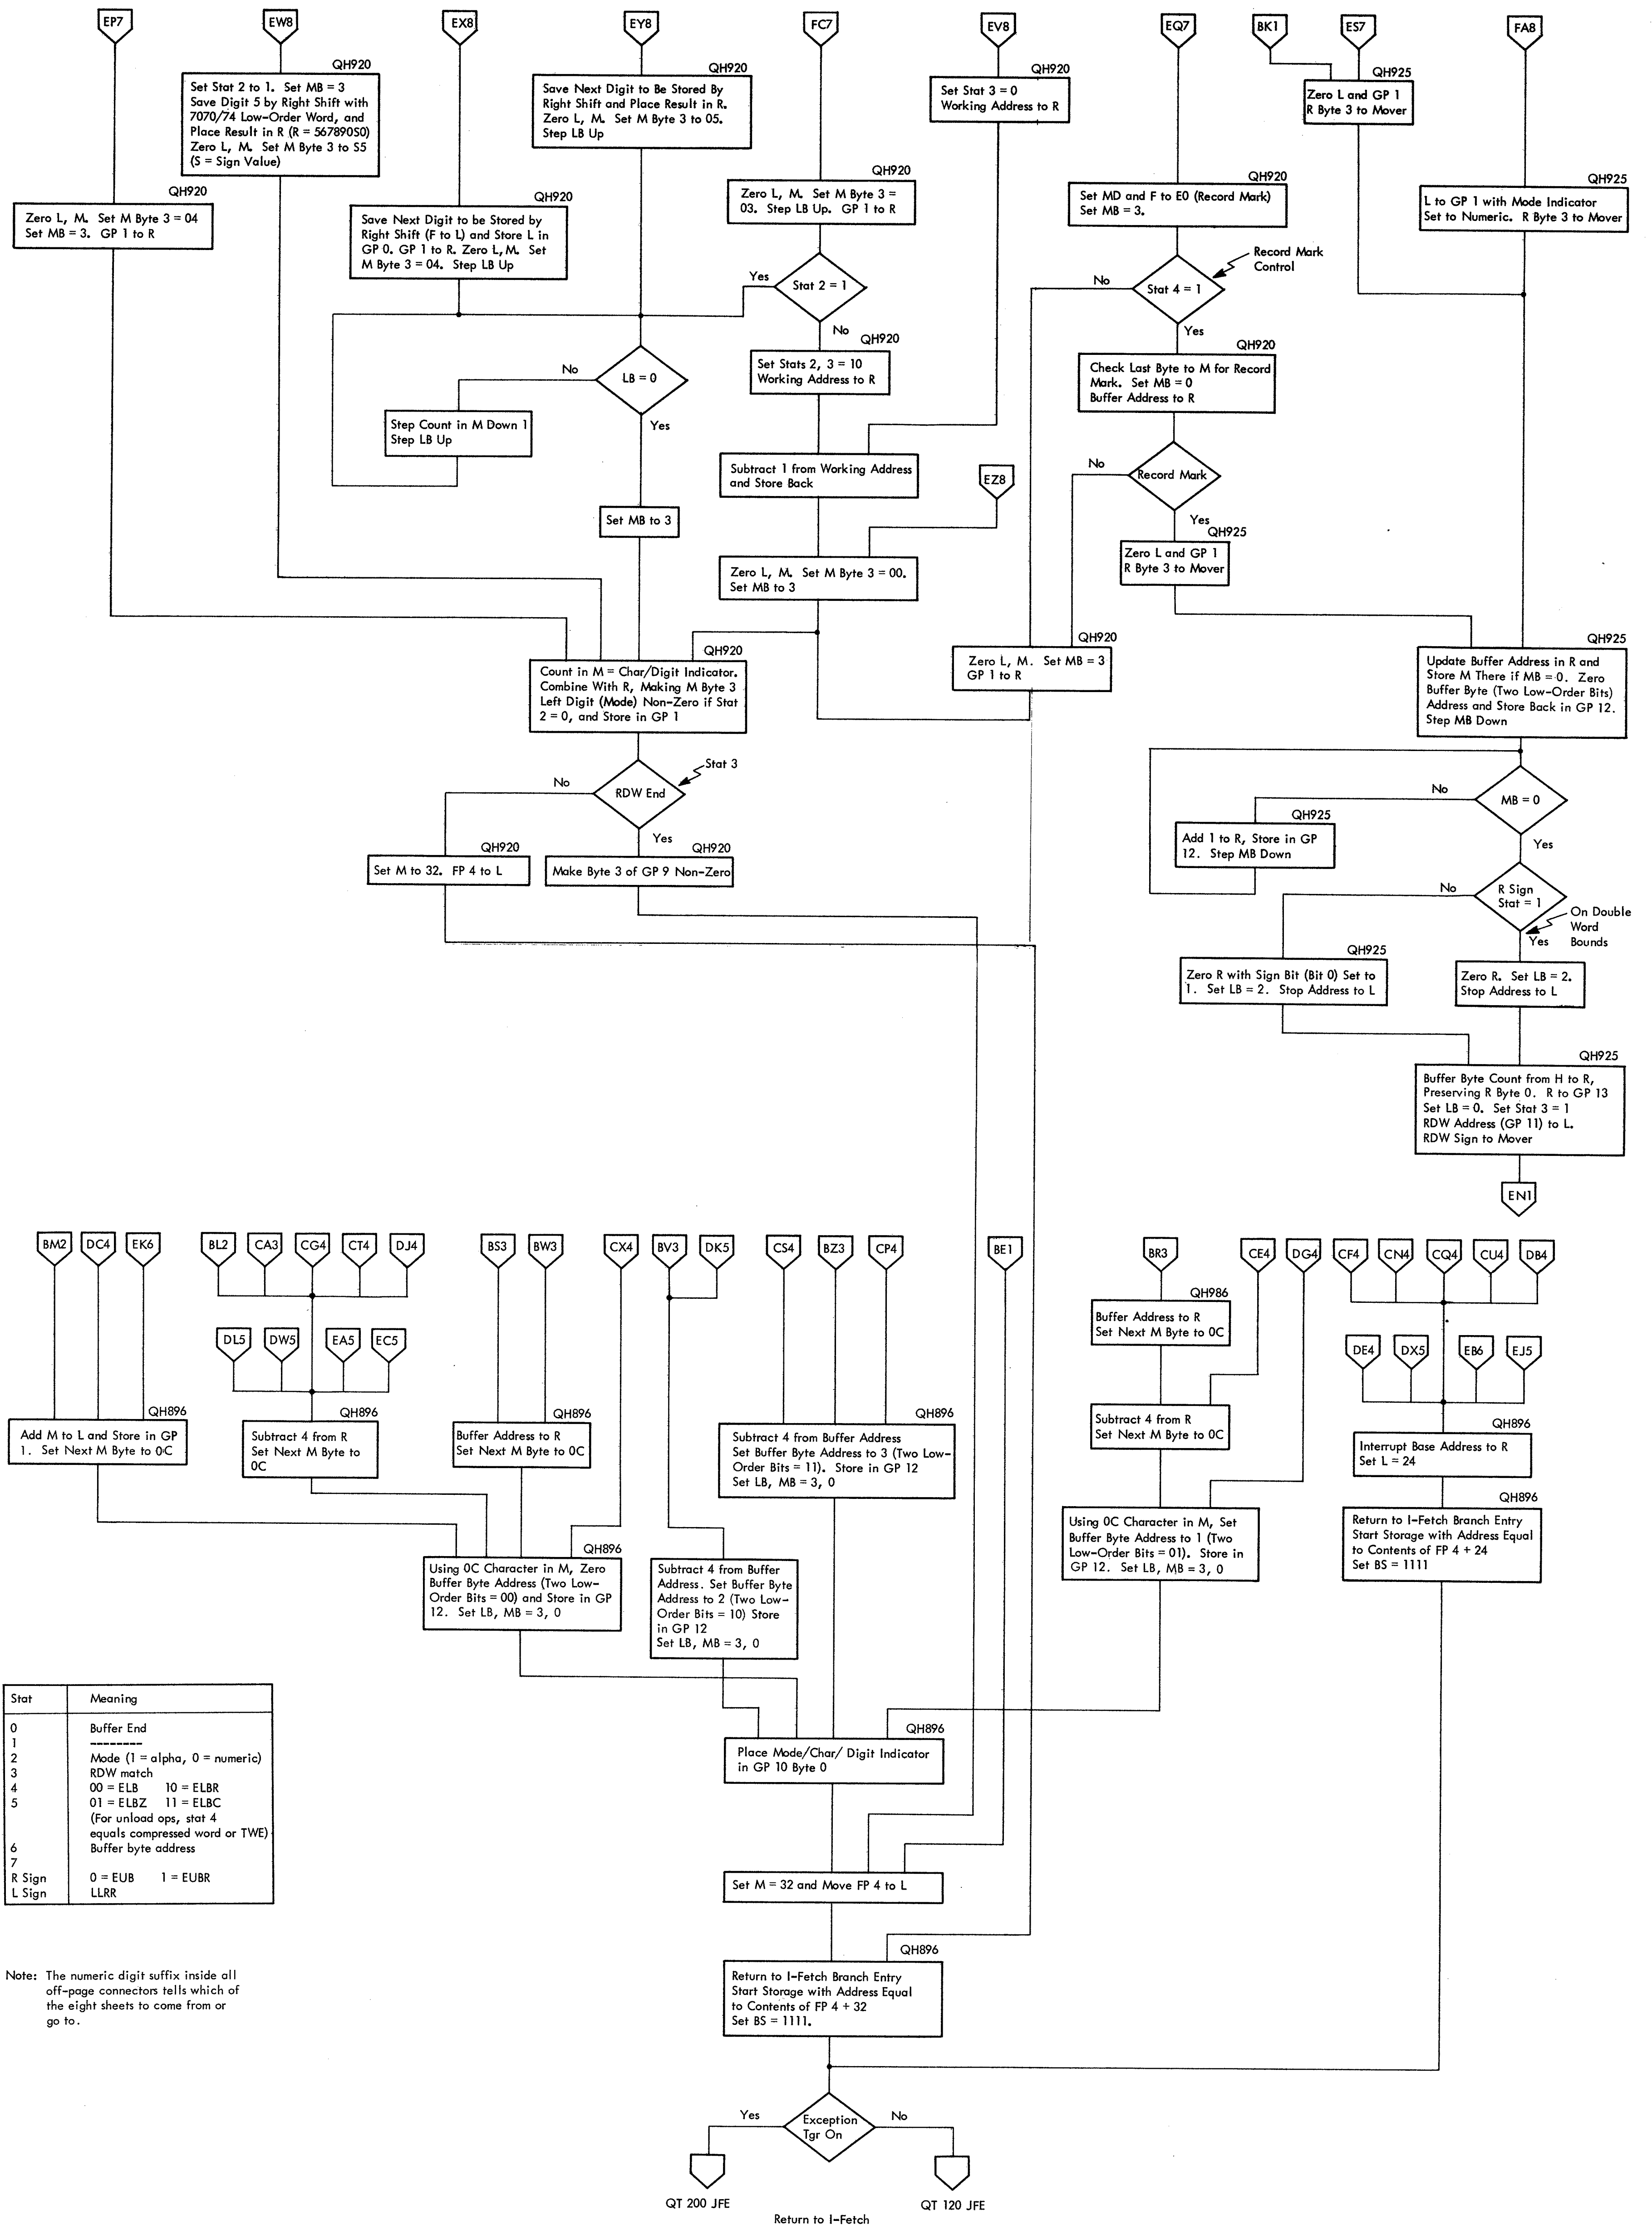 EP7
EW8
EX8
EY8
FC7
EV8
EQ7
BK1
ES7
FA8
QH920
Set Stat 2 to 1. Set MB = 3
Save Digit 5 by Right Shift with
7070/74 Low-Order Word, and
Place Result in R (R = 567890S0)
Zero L, M. Set M Byte 3 to S5
(S = Sign Value)
QH920
Save Next Digit to Be Stored By
Right Shift and Place Result in R.
Zero L, M. Set M Byte 3 to 05.
Step LB Up
QH920
Set Stat 3 = 0
Working Address to R
QH925
Zero L and GP 1
R Byte 3 to Mover
QH920
Zero L, M. Set M Byte 3 = 04
Set MB = 3. GP 1 to R
QH920
Save Next Digit to be Stored by
Right Shift (F to L) and Store L in
GP 0. GP 1 to R. Zero L, M. Set
M Byte 3 = 04. Step LB Up
QH920
Zero L, M. Set M Byte 3 =
03. Step LB Up. GP 1 to R
QH920
Set MD and F to E0 (Record Mark)
Set MB = 3.
QH925
L to GP 1 with Mode Indicator
Set to Numeric. R Byte 3 to Mover
Yes
Stat 2 = 1
No
Record Mark
Control
No
Stat 4 = 1
Yes
QH920
Set Stats 2, 3 = 10
Working Address to R
QH920
Check Last Byte to M for Record
Mark. Set MB = 0
Buffer Address to R
No
LB = 0
Yes
Step Count in M Down 1
Step LB Up
Subtract 1 from Working Address
and Store Back
EZ8
No
Record Mark
Yes
Set MB to 3
QH925
Zero L and GP 1
R Byte 3 to Mover
Zero L, M. Set M Byte 3 = 00.
Set MB to 3
QH920
Count in M = Char/Digit Indicator.
Combine With R, Making M Byte 3
Left Digit (Mode) Non-Zero if Stat
2 = 0, and Store in GP 1
QH920
Zero L, M. Set MB = 3
GP 1 to R
QH925
Update Buffer Address in R and
Store M There if MB = 0. Zero
Buffer Byte (Two Low-Order Bits)
Address and Store Back in GP 12.
Step MB Down
Stat 3
No
RDW End
Yes
No
MB = 0
Yes
QH925
Add 1 to R, Store in GP
12. Step MB Down
QH920
Set M to 32. FP 4 to L
QH920
Make Byte 3 of GP 9 Non-Zero
No
R Sign
Stat = 1
Yes
On Double
Word
Bounds
QH925
Zero R with Sign Bit (Bit 0) Set to
1. Set LB = 2. Stop Address to L
Zero R. Set LB = 2.
Stop Address to L
QH925
Buffer Byte Count from H to R,
Preserving R Byte 0. R to GP 13
Set LB = 0. Set Stat 3 = 1
RDW Address (GP 11) to L.
RDW Sign to Mover
EN1
BM2
DC4
EK6
BL2
CA3
CG4
CT4
DJ4
BS3
BW3
CX4
BV3
DK5
CS4
BZ3
CP4
BE1
BR3
CE4
DG4
CF4
CN4
CQ4
CU4
DB4
DL5
DW5
EA5
EC5
QH986
Buffer Address to R
Set Next M Byte to 0C
DE4
DX5
EB6
EJ5
QH896
Add M to L and Store in GP
1. Set Next M Byte to 0C
QH896
Subtract 4 from R
Set Next M Byte to
0C
QH896
Buffer Address to R
Set Next M Byte to 0C
QH896
Subtract 4 from Buffer Address
Set Buffer Byte Address to 3 (Two Low-
Order Bits = 11). Store in GP 12
Set LB, MB = 3, 0
Subtract 4 from R
Set Next M Byte to 0C
QH896
Interrupt Base Address to R
Set L = 24
QH896
Return to I-Fetch Branch Entry
Start Storage with Address Equal
to Contents of FP 4 + 24
Set BS = 1111
Using 0C Character in M, Set
Buffer Byte Address to 1 (Two
Low-Order Bits = 01). Store in
GP 12. Set LB, MB = 3, 0
QH896
Using 0C Character in M, Zero
Buffer Byte Address (Two Low-
Order Bits = 00) and Store in GP
12. Set LB, MB = 3, 0
Subtract 4 from Buffer
Address. Set Buffer Byte
Address to 2 (Two Low-
Order Bits = 10) Store
in GP 12
Set LB, MB = 3, 0
Stat Meaning
0 Buffer End
1 --------
2 Mode (1 = alpha, 0 = numeric)
3 RDW match
4 00 = ELB 10 = ELBR
5 01 = ELBZ 11 = ELBC
(For unload ops, stat 4
equals compressed word or TWE)
6 Buffer byte address
7
R Sign 0 = EUB 1 = EUBR
L Sign LLRR
QH896
Place Mode/Char/ Digit Indicator
in GP 10 Byte 0
Set M = 32 and Move FP 4 to L
QH896
Return to I-Fetch Branch Entry
Start Storage with Address Equal
to Contents of FP 4 + 32
Set BS = 1111.
Note: The numeric digit suffix inside all
off-page connectors tells which of
the eight sheets to come from or
go to.
Yes
Exception
Tgr On
No
QT 200 JFE
QT 120 JFE
Return to I-Fetch